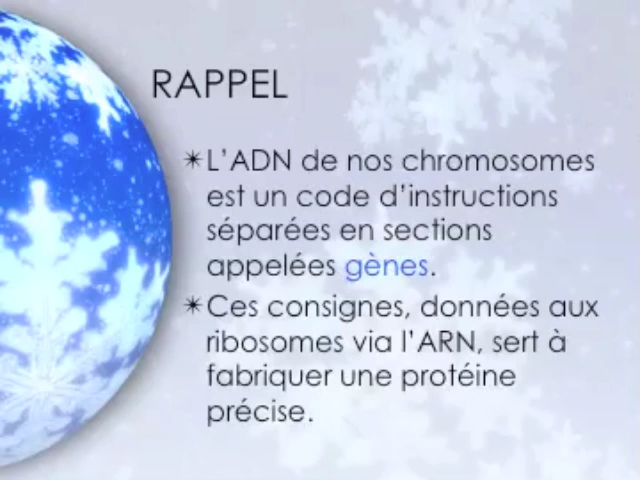 RAPPEL
✴L'ADN de nos chromosomes
est un code d'instructions
séparées en sections
appelées gènes.
✴Ces consignes, données aux
ribosomes via l'ARN, sert à
fabriquer une protéine
précise.